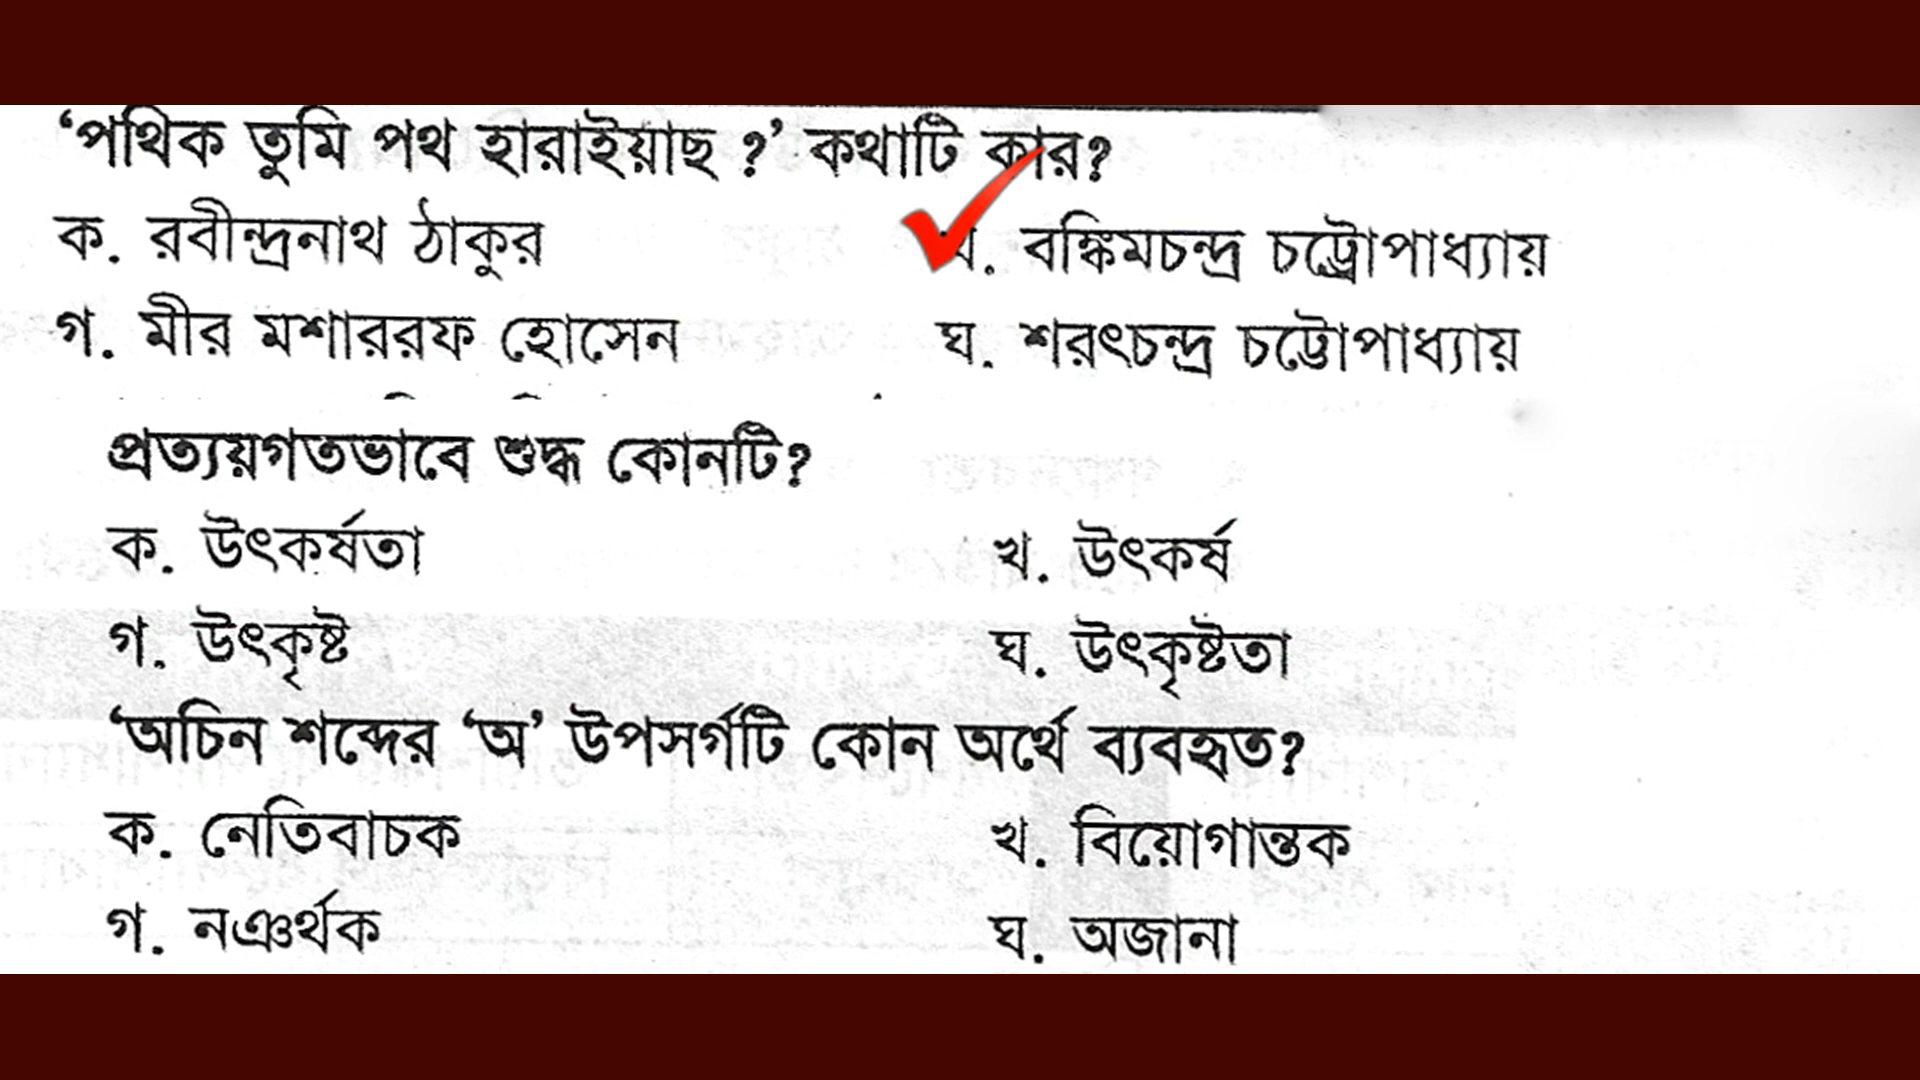 ‘পথিক তুমি পথ হারাইয়াছ ?’ কথাটি কার?
ক. রবীন্দ্রনাথ ঠাকুর
খ. বঙ্কিমচন্দ্র চট্রোপাধ্যায়
গ. মীর মশাররফ হোসেন
ঘ. শরৎচন্দ্র চট্টোপাধ্যায়
প্রত্যয়গতভাবে শুদ্ধ কোনটি?
ক. উৎকর্ষতা
খ. উৎকর্ষ
গ. উৎকৃষ্ট
ঘ. উৎকৃষ্টতা
‘অচিন শব্দের ‘অ’ উপসর্গটি কোন অর্থে ব্যবহৃত?
ক. নেতিবাচক
খ. বিয়োগান্তক
গ. নঞর্থক
ঘ. অজানা